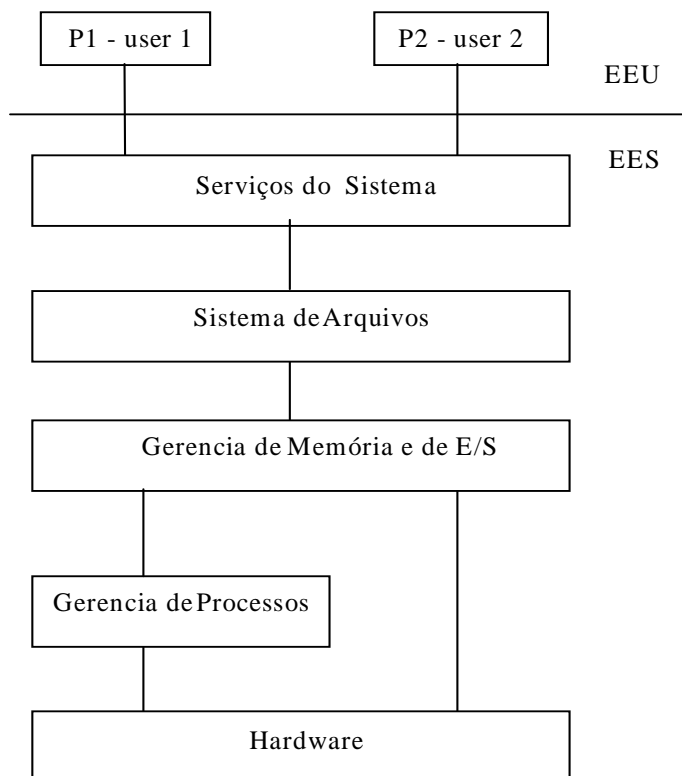 P1 - user 1
P2 - user 2
EEU
EES
Serviços do Sistema
Sistema de Arquivos
Gerencia de Memória e de E/S
Gerencia de Processos
Hardware